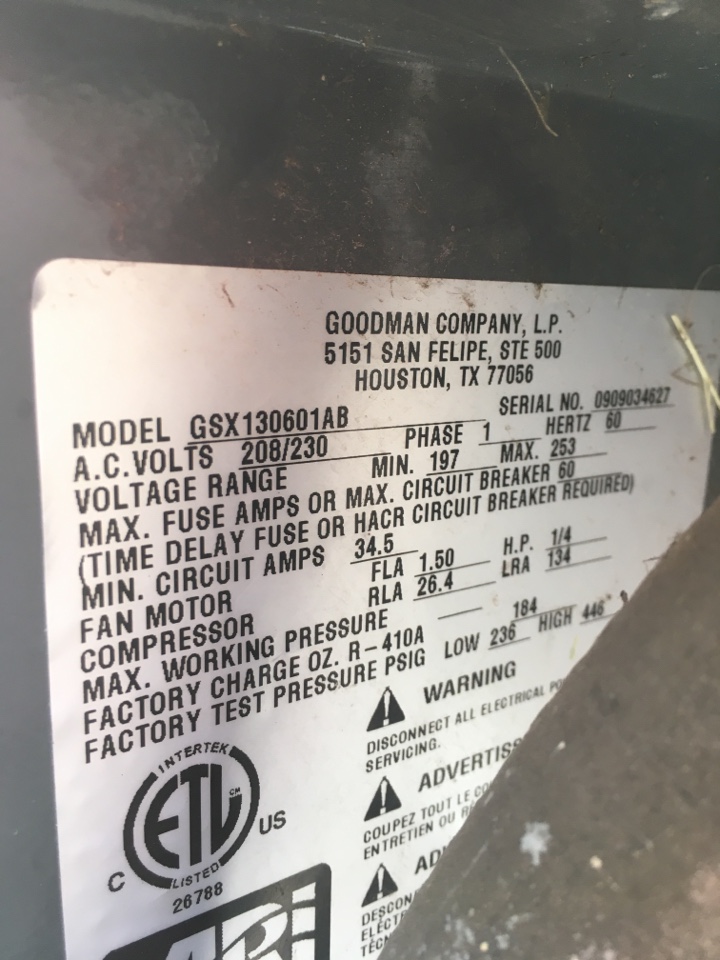 GOODMAN COMPANY, L.P.
5151 SAN FELIPE, STE 500
HOUSTON, TX 77056
MODEL GSX130601AB SERIAL NO. 0909034627
A.C.VOLTS 208/230 PHASE 1 HERTZ 60
VOLTAGE RANGE MIN. 197 MAX. 253
MAX. FUSE AMPS OR MAX. CIRCUIT BREAKER 60
(TIME DELAY FUSE OR HACR CIRCUIT BREAKER REQUIRED)
MIN. CIRCUIT AMPS 34.5
FAN MOTOR FLA 1.50 H.P. 1/4
COMPRESSOR RLA 26.4 LRA 134
MAX. WORKING PRESSURE
FACTORY CHARGE OZ. R-410A 184
FACTORY TEST PRESSURE PSIG LOW 236 HIGH 446
WARNING
DISCONNECT ALL ELECTRICAL
SERVICING.
INTERTEK
ETL CM
C US
LISTED
26788
COUPEZ TOUT LE
ENTRETIEN OU